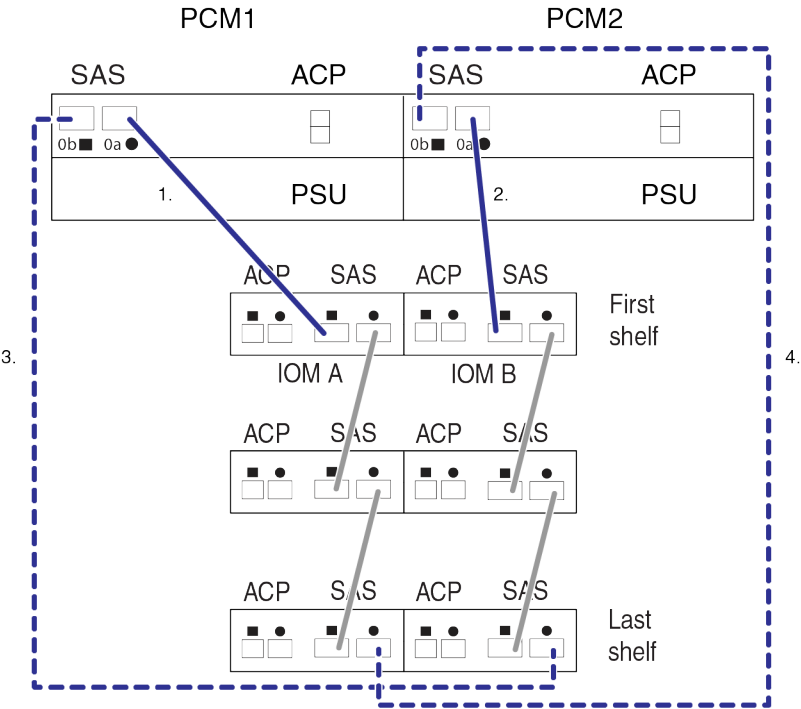 PCM1 PCM2
SAS ACP SAS ACP
0b 0a 0b 0a
1. PSU 2. PSU
ACP SAS ACP SAS
First
shelf
3. IOM A IOM B 4.
ACP SAS ACP SAS
ACP SAS ACP SAS
Last
shelf